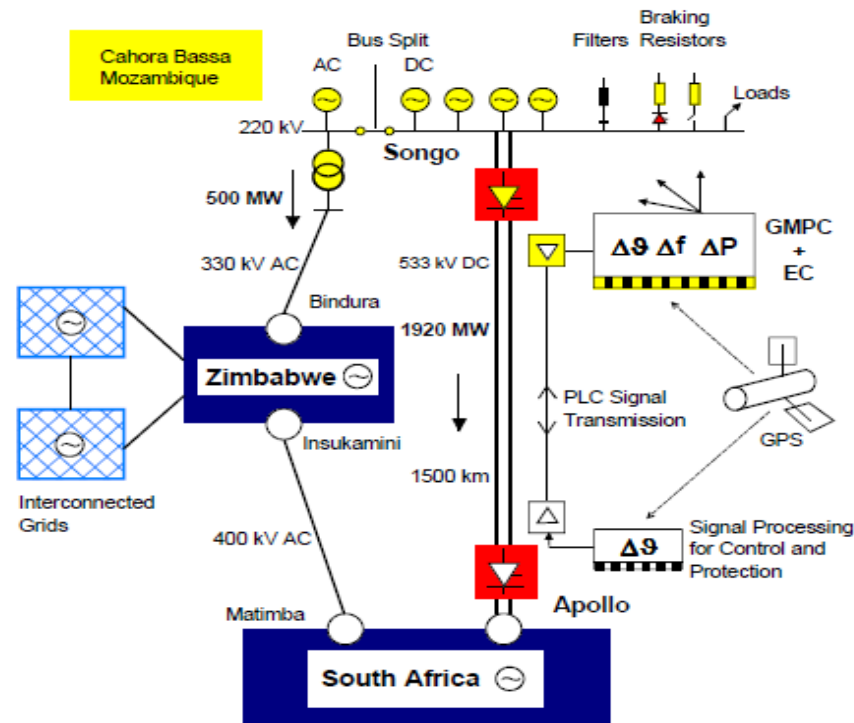 Cahora Bassa
Mozambique
Bus Split
AC
DC
Filters
Braking
Resistors
Loads
220 kV
Songo
500 MW
330 kV AC
533 kV DC
Δϑ Δf ΔP
GMPC
+
EC
Bindura
1920 MW
Zimbabwe
PLC Signal
Transmission
GPS
Insukamini
1500 km
Interconnected
Grids
400 kV AC
Δϑ
Signal Processing
for Control and
Protection
Matimba
Apollo
South Africa